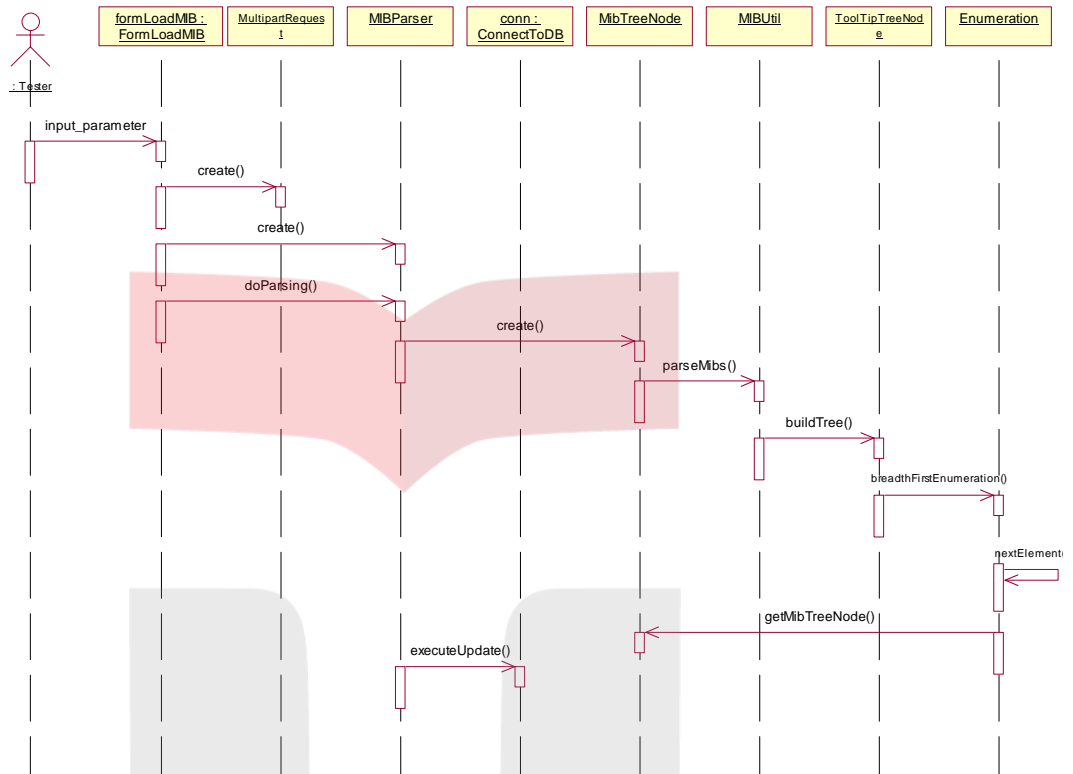 formLoadMIB :
FormLoadMIB
MultipartReques
t
MIBParser
conn :
ConnectToDB
MibTreeNode
MIBUtil
ToolTipTreeNod
e
Enumeration
: Tester
input_parameter
create()
create()
doParsing()
create()
parseMibs()
buildTree()
breadthFirstEnumeration()
nextElement(
getMibTreeNode()
executeUpdate()